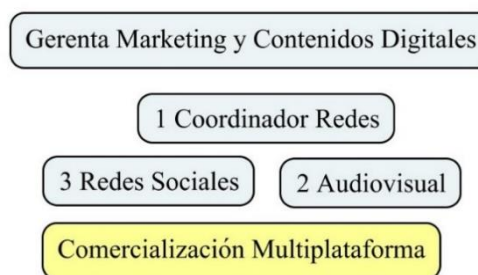 Gerenta Marketing y Contenidos Digitales
1 Coordinador Redes
3 Redes Sociales
2 Audiovisual
Comercialización Multiplataforma